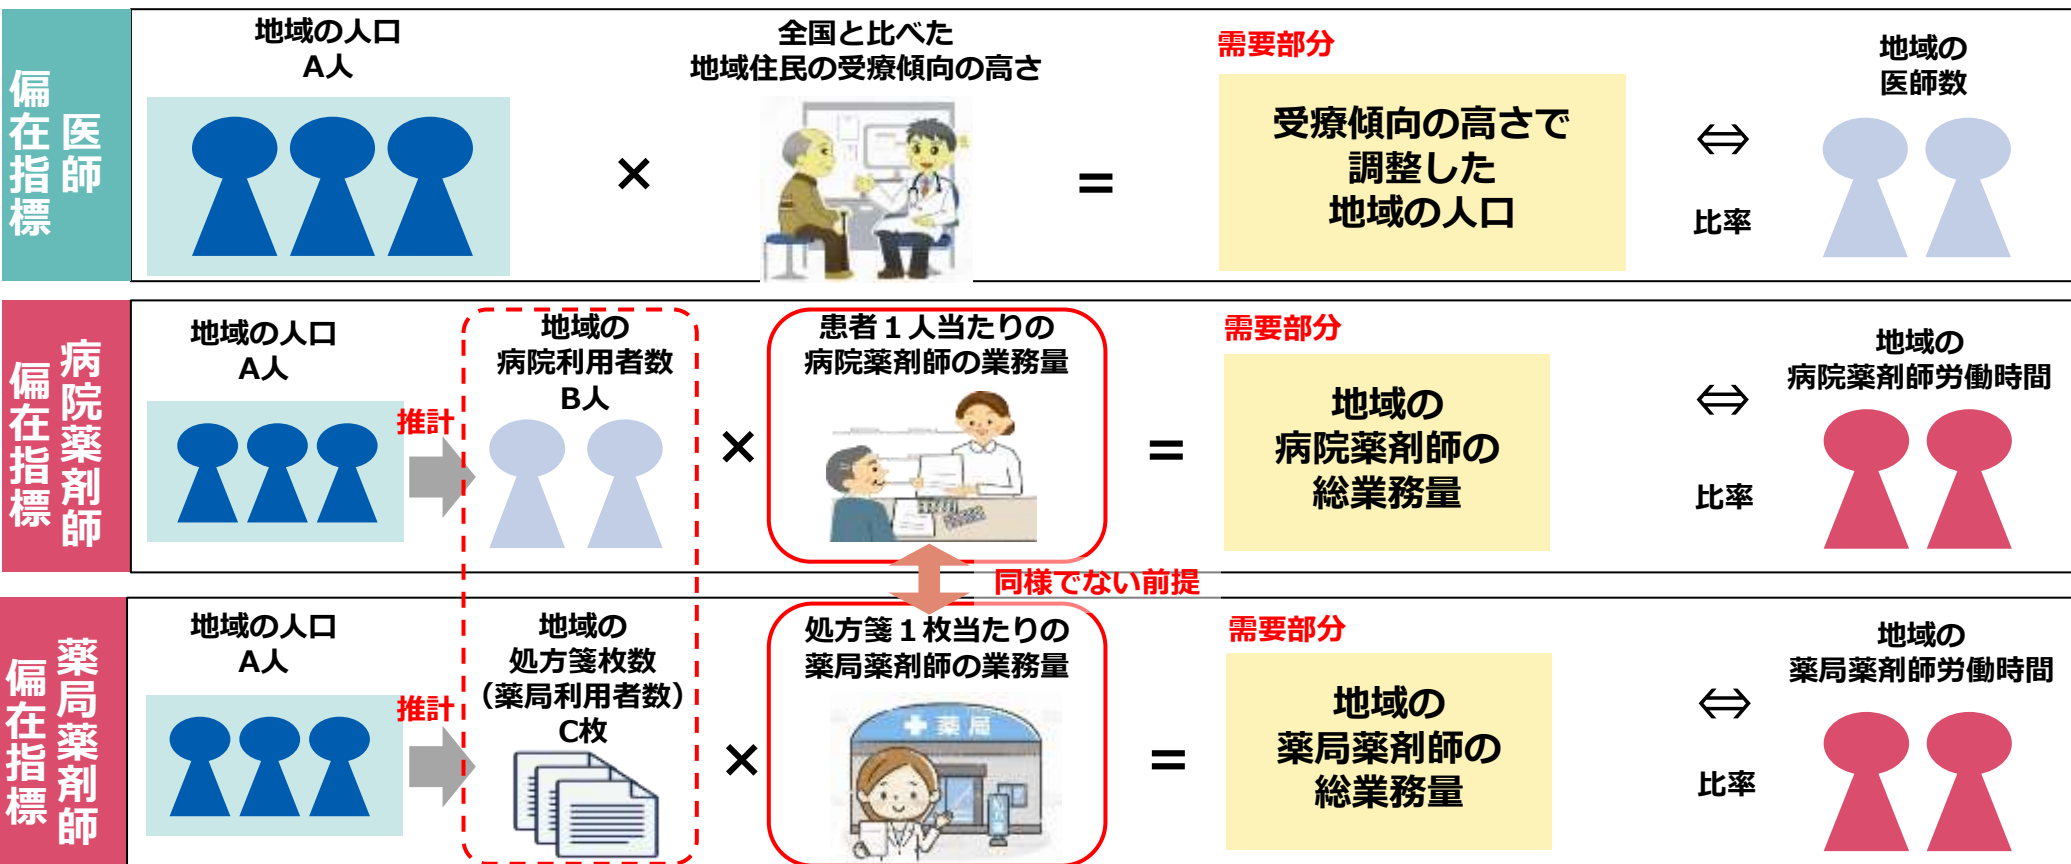 医師
偏在指標
地域の人口
A人
×
全国と比べた
地域住民の受療傾向の高さ
=
需要部分
受療傾向の高さで
調整した
地域の人口
⇔
比率
地域の
医師数
病院薬剤師
偏在指標
地域の人口
A人
推計
地域の
病院利用者数
B人
×
患者１人当たりの
病院薬剤師の業務量
=
需要部分
地域の
病院薬剤師の
総業務量
⇔
比率
地域の
病院薬剤師労働時間
同様でない前提
薬局薬剤師
偏在指標
地域の人口
A人
推計
地域の
処方箋枚数
（薬局利用者数）
C枚
×
処方箋１枚当たりの
薬局薬剤師の業務量
薬局
=
需要部分
地域の
薬局薬剤師の
総業務量
⇔
比率
地域の
薬局薬剤師労働時間